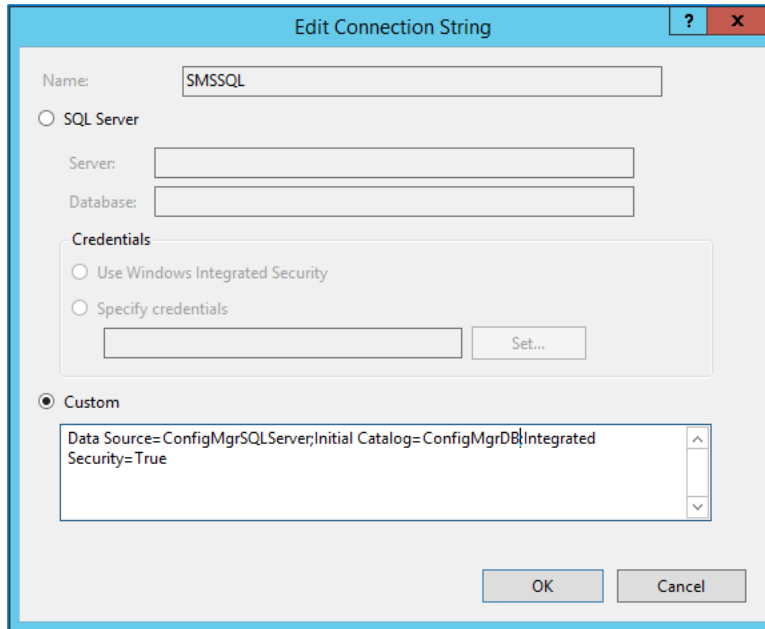 Edit Connection String
?
x
Name:
SMSSQL
SQL Server
Server:
Database:
Credentials
Use Windows Integrated Security
Specify credentials
Set...
Custom
Data Source=ConfigMgrSQLServer;Initial Catalog=ConfigMgrDB;Integrated
Security=True
OK
Cancel